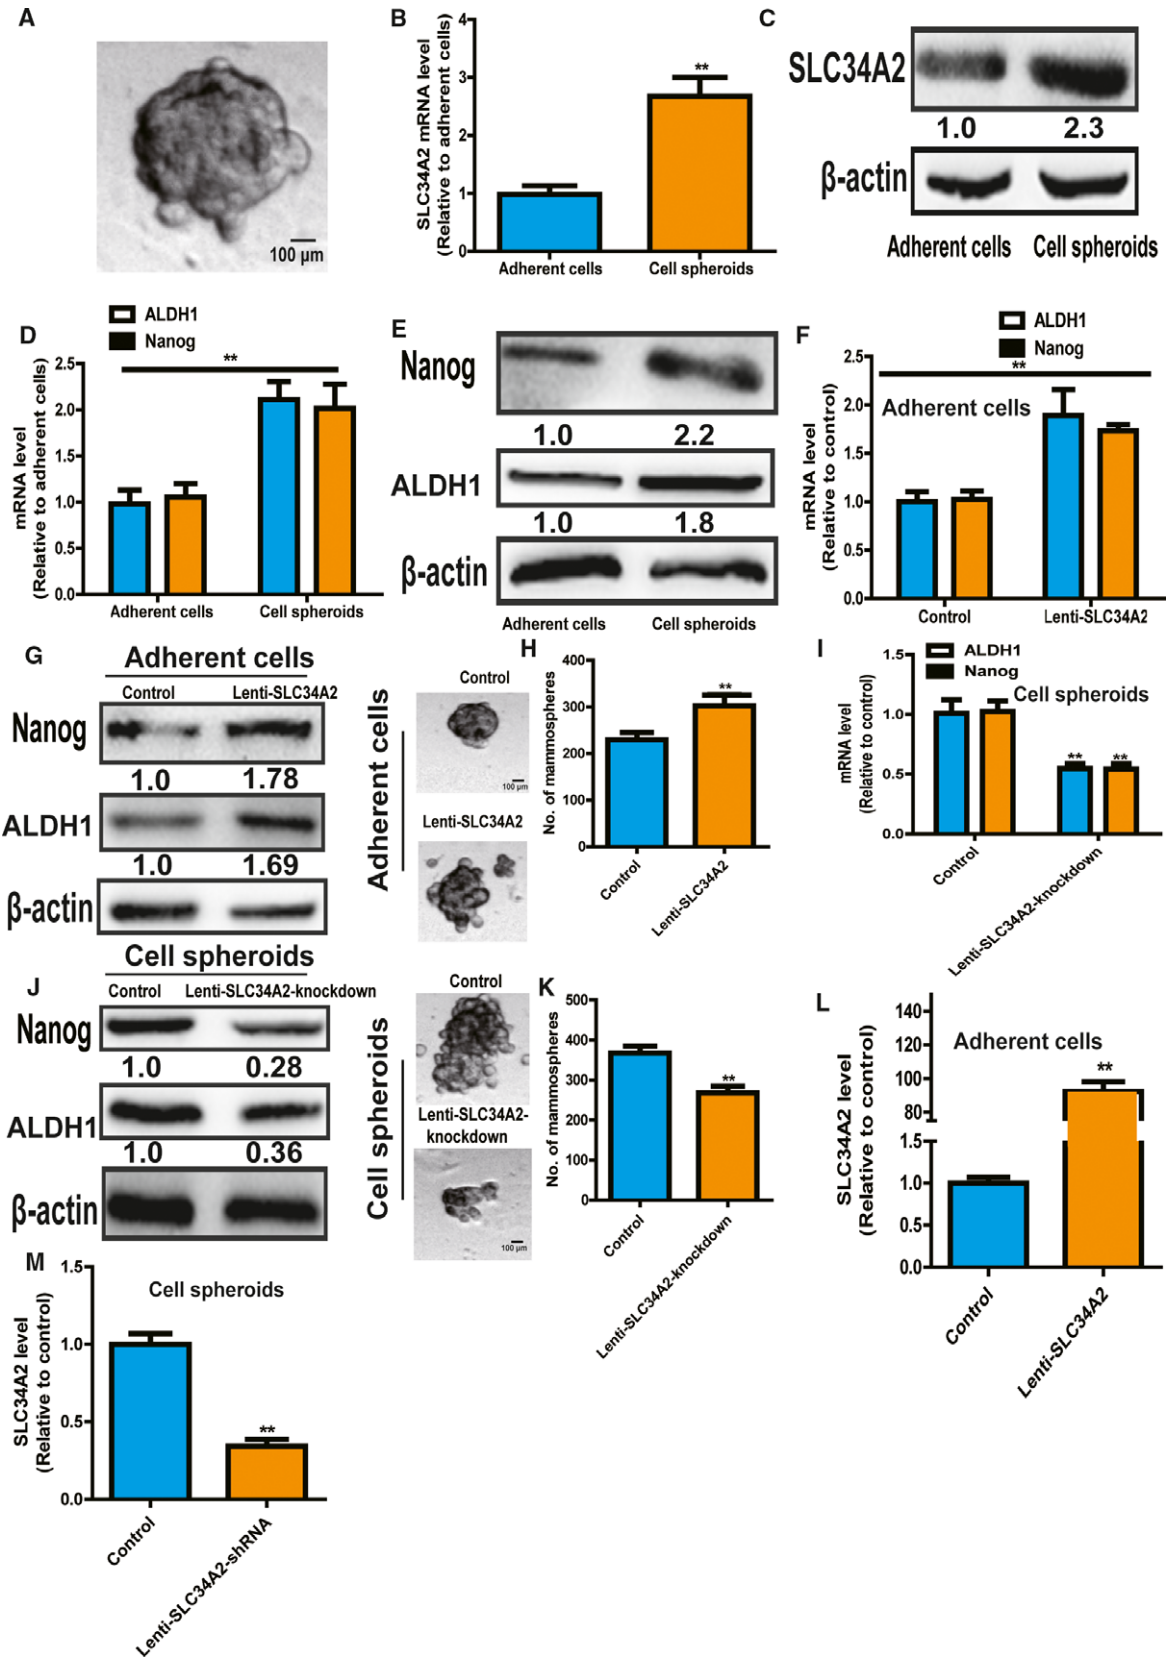 A
100 μm
B
SLC34A2 mRNA level
(Relative to adherent cells)
4
3
2
1
0
**
Adherent cells
Cell spheroids
C
SLC34A2
1.0
2.3
β-actin
Adherent cells
Cell spheroids
D
ALDH1
Nanog
mRNA level
(Relative to adherent cells)
2.5
2.0
1.5
1.0
0.5
0.0
**
Adherent cells
Cell spheroids
E
Nanog
1.0
2.2
ALDH1
1.0
1.8
β-actin
Adherent cells
Cell spheroids
F
ALDH1
Nanog
mRNA level
(Relative to control)
2.5
2.0
1.5
1.0
0.5
0.0
**
Adherent cells
Control
Lenti-SLC34A2
G
Adherent cells
Control
Lenti-SLC34A2
Nanog
1.0
1.78
ALDH1
1.0
1.69
β-actin
H
Adherent cells
Control
100 μm
Lenti-SLC34A2
No. of mammospheres
400
300
200
100
0
**
Control
Lenti-SLC34A2
I
ALDH1
Nanog
Cell spheroids
mRNA level
(Relative to control)
1.5
1.0
0.5
0.0
**
**
Control
Lenti-SLC34A2-knockdown
J
Cell spheroids
Control
Lenti-SLC34A2-knockdown
Nanog
1.0
0.28
ALDH1
1.0
0.36
β-actin
K
Cell spheroids
Control
Lenti-SLC34A2-
knockdown
100 μm
No. of mammospheres
500
400
300
200
100
0
**
Control
Lenti-SLC34A2-knockdown
L
Adherent cells
SLC34A2 level
(Relative to control)
140
120
100
80
1.5
1.0
0.5
0.0
**
Control
Lenti-SLC34A2
M
Cell spheroids
SLC34A2 level
(Relative to control)
1.5
1.0
0.5
0.0
**
Control
Lenti-SLC34A2-shRNA